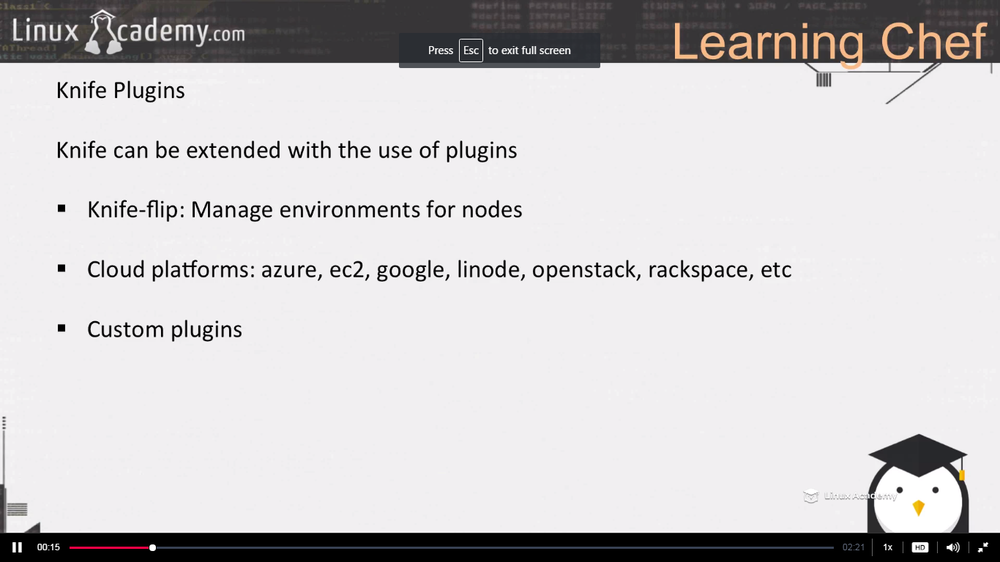 Linux Academy.com
Press Esc to exit full screen
Learning Chef
Knife Plugins
Knife can be extended with the use of plugins
▪ Knife-flip: Manage environments for nodes
▪ Cloud platforms: azure, ec2, google, linode, openstack, rackspace, etc
▪ Custom plugins
Linux Academy
00:15
02:21
1x
HD